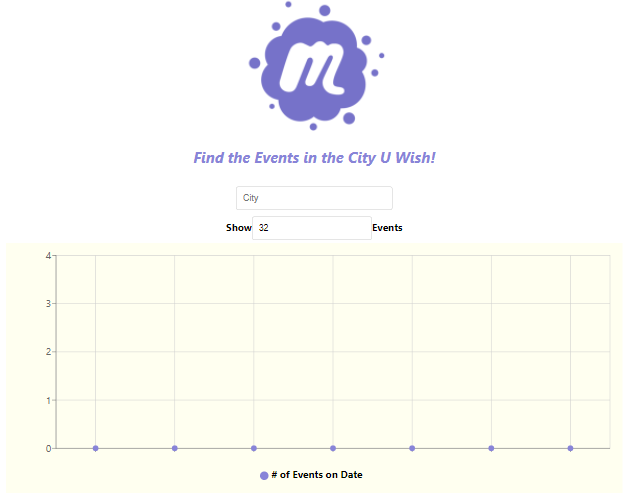 m
Find the Events in the City U Wish!
City
Show 32 Events
4
3
2
1
0
# of Events on Date